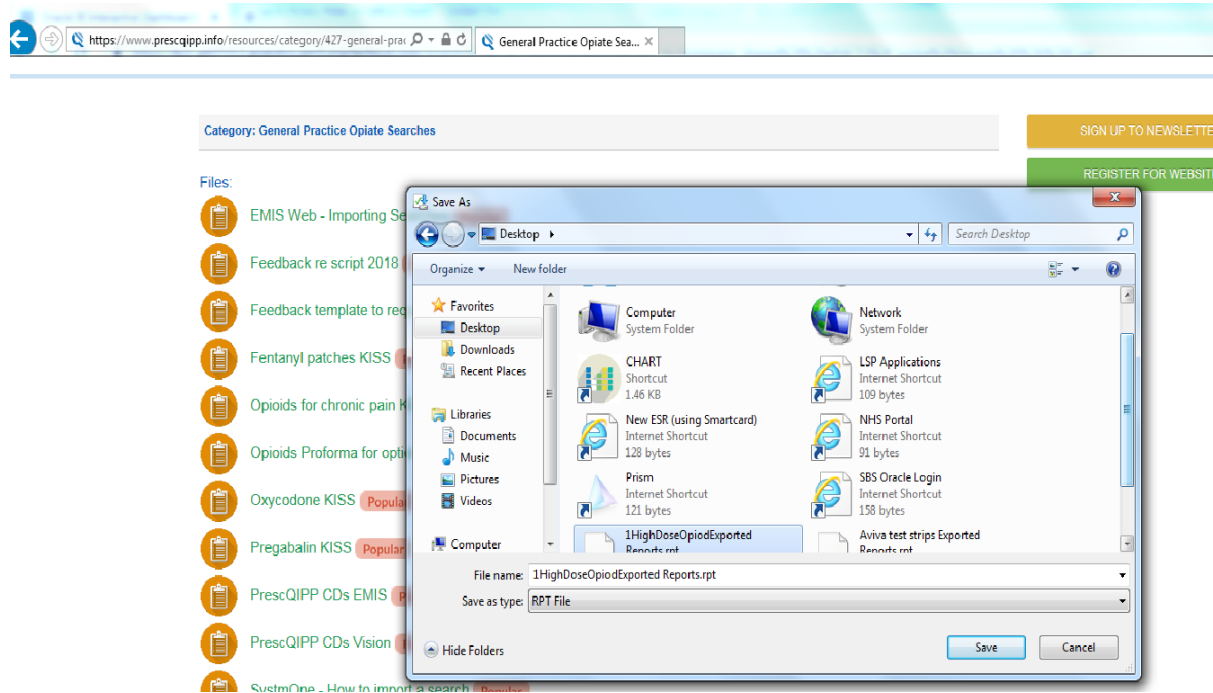 https://www.prescqipp.info/resources/category/427-general-prac
General Practice Opiate Sea...
Category: General Practice Opiate Searches
SIGN UP TO NEWSLETTE
REGISTER FOR WEBSIT
Files:
EMIS Web - Importing Se
Feedback re script 2018
Feedback template to rec
Fentanyl patches KISS
Opioids for chronic pain K
Opioids Proforma for opti
Oxycodone KISS Popula
Pregabalin KISS Popular
PrescQIPP CDs EMIS P
PrescQIPP CDs Vision
SystmOne - How to import a search Popular
Save As
Desktop
Search Desktop
Organize
New folder
Favorites
Desktop
Downloads
Recent Places
Libraries
Documents
Music
Pictures
Videos
Computer
Computer
System Folder
Network
System Folder
CHART
Shortcut
1.46 KB
LSP Applications
Internet Shortcut
109 bytes
New ESR (using Smartcard)
Internet Shortcut
128 bytes
NHS Portal
Internet Shortcut
91 bytes
Prism
Internet Shortcut
121 bytes
SBS Oracle Login
Internet Shortcut
158 bytes
1HighDoseOpiodExported
Reports.rpt
Aviva test strips Exported
Reports.rpt
File name: 1HighDoseOpiodExported Reports.rpt
Save as type: RPT File
Hide Folders
Save
Cancel